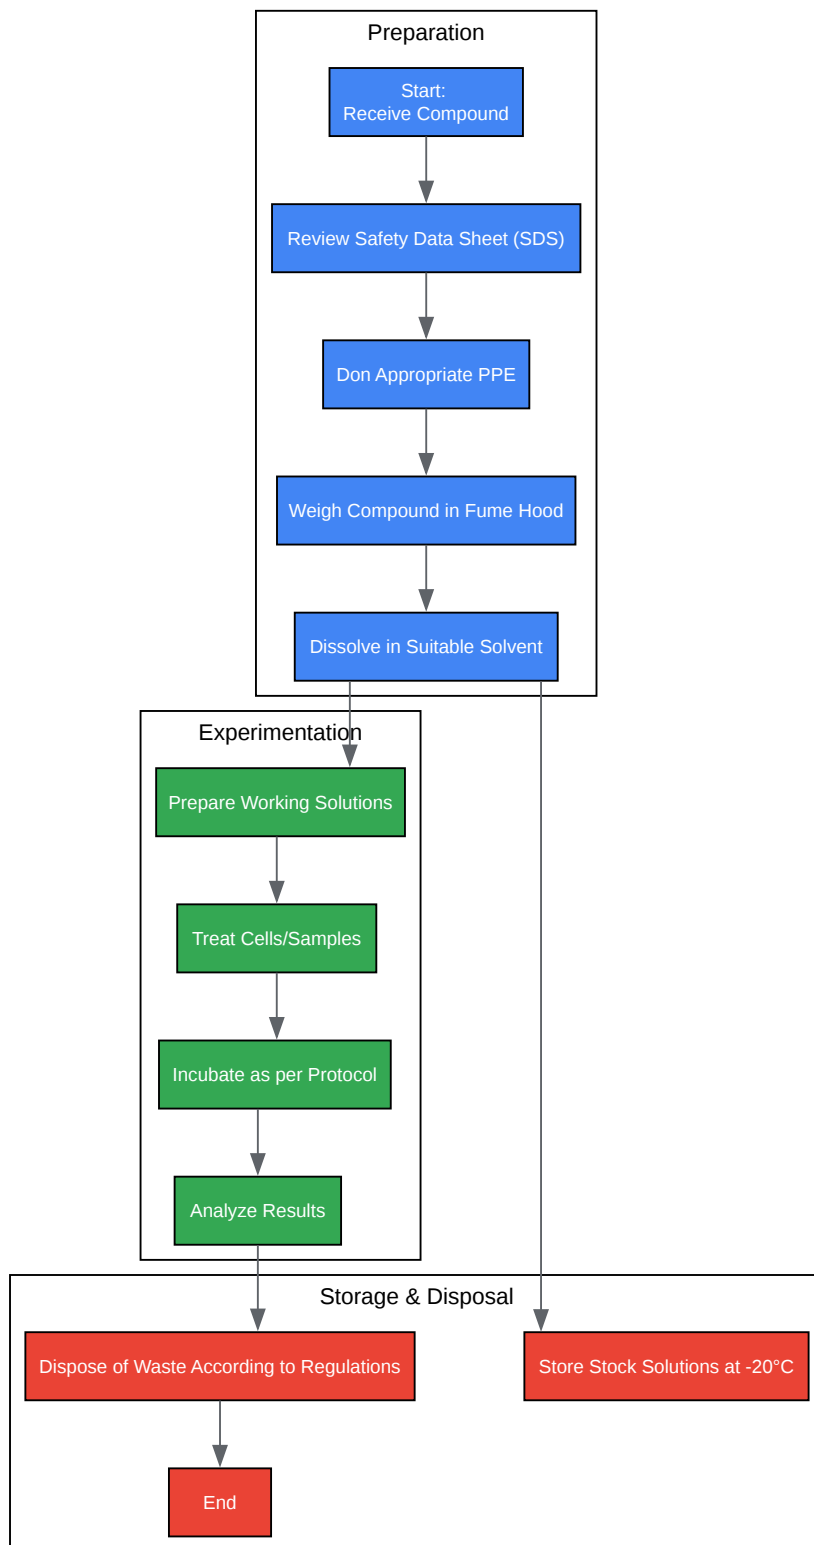 Preparation
Start:
Receive Compound
Review Safety Data Sheet (SDS)
Don Appropriate PPE
Weigh Compound in Fume Hood
Dissolve in Suitable Solvent
Experimentation
Prepare Working Solutions
Treat Cells/Samples
Incubate as per Protocol
Analyze Results
Storage & Disposal
Dispose of Waste According to Regulations
Store Stock Solutions at -20°C
End